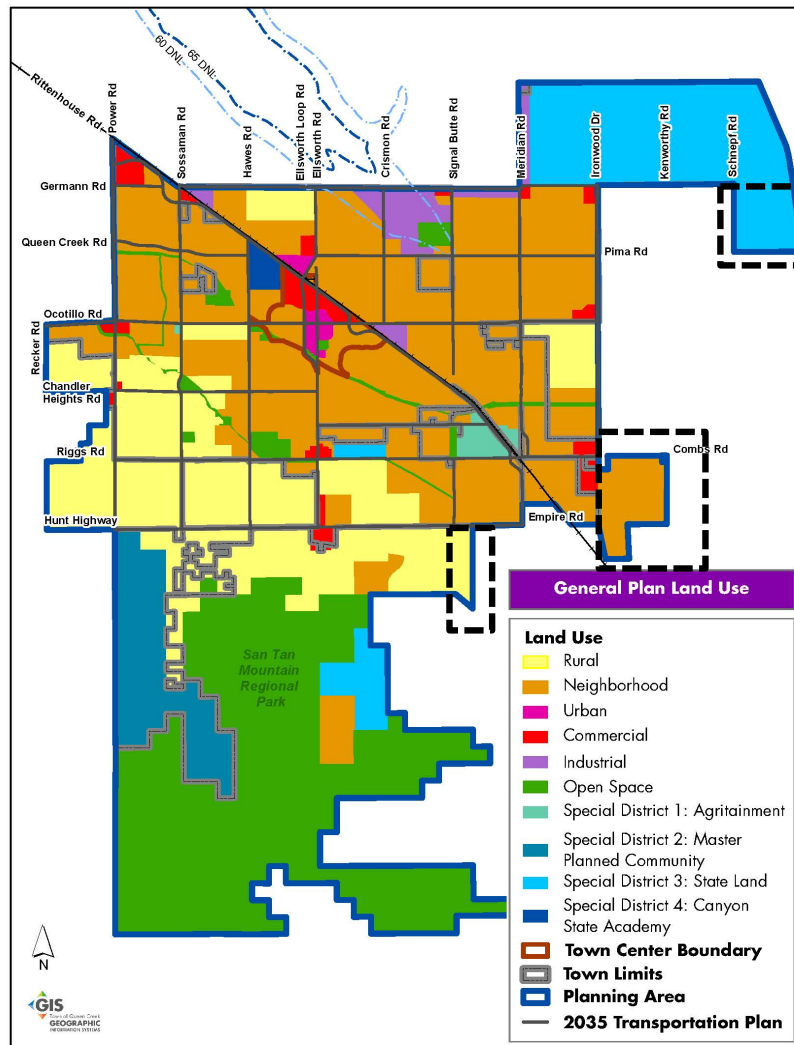 60 DNL
65 DNL
Rittenhouse Rd
Power Rd
Sossaman Rd
Hawes Rd
Ellsworth Loop Rd
Ellsworth Rd
Crismon Rd
Signal Butte Rd
Meridian Rd
Ironwood Dr
Kenworthy Rd
Schnepf Rd
Germann Rd
Queen Creek Rd
Pima Rd
Ocotillo Rd
Recker Rd
Chandler
Heights Rd
Riggs Rd
Combs Rd
Hunt Highway
Empire Rd
San Tan
Mountain
Regional
Park
General Plan Land Use
Land Use
Rural
Neighborhood
Urban
Commercial
Industrial
Open Space
Special District 1: Agritainment
Special District 2: Master
Planned Community
Special District 3: State Land
Special District 4: Canyon
State Academy
Town Center Boundary
Town Limits
Planning Area
2035 Transportation Plan
N
GIS
Town of Queen Creek
GEOGRAPHIC
INFORMATION SYSTEMS